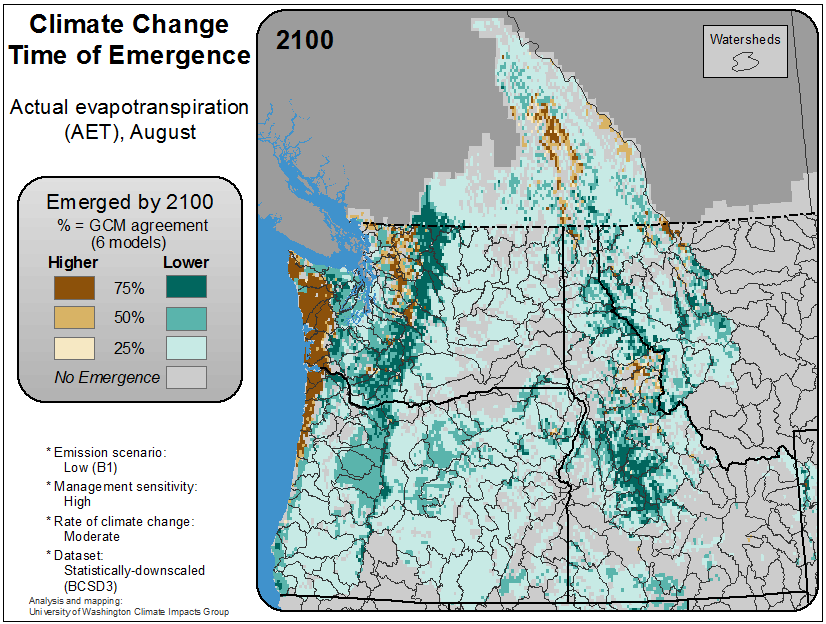 Climate Change
Time of Emergence
Actual evapotranspiration
(AET), August
Emerged by 2100
% = GCM agreement
(6 models)
Higher Lower
75%
50%
25%
No Emergence
* Emission scenario:
Low (B1)
* Management sensitivity:
High
* Rate of climate change:
Moderate
* Dataset:
Statistically-downscaled
(BCSD3)
Analysis and mapping:
University of Washington Climate Impacts Group
2100
Watersheds